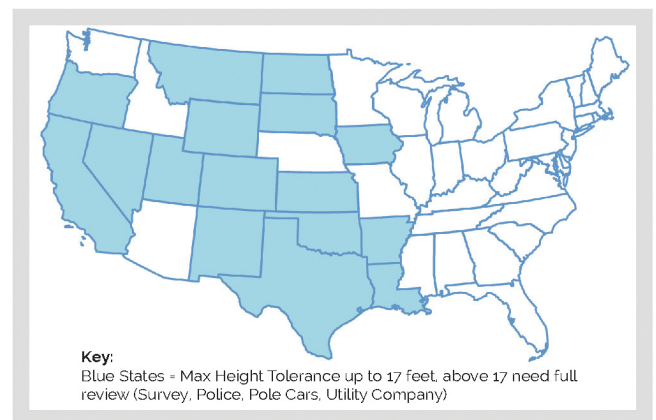 Key:
Blue States = Max Height Tolerance up to 17 feet, above 17 need full
review (Survey, Police, Pole Cars, Utility Company)